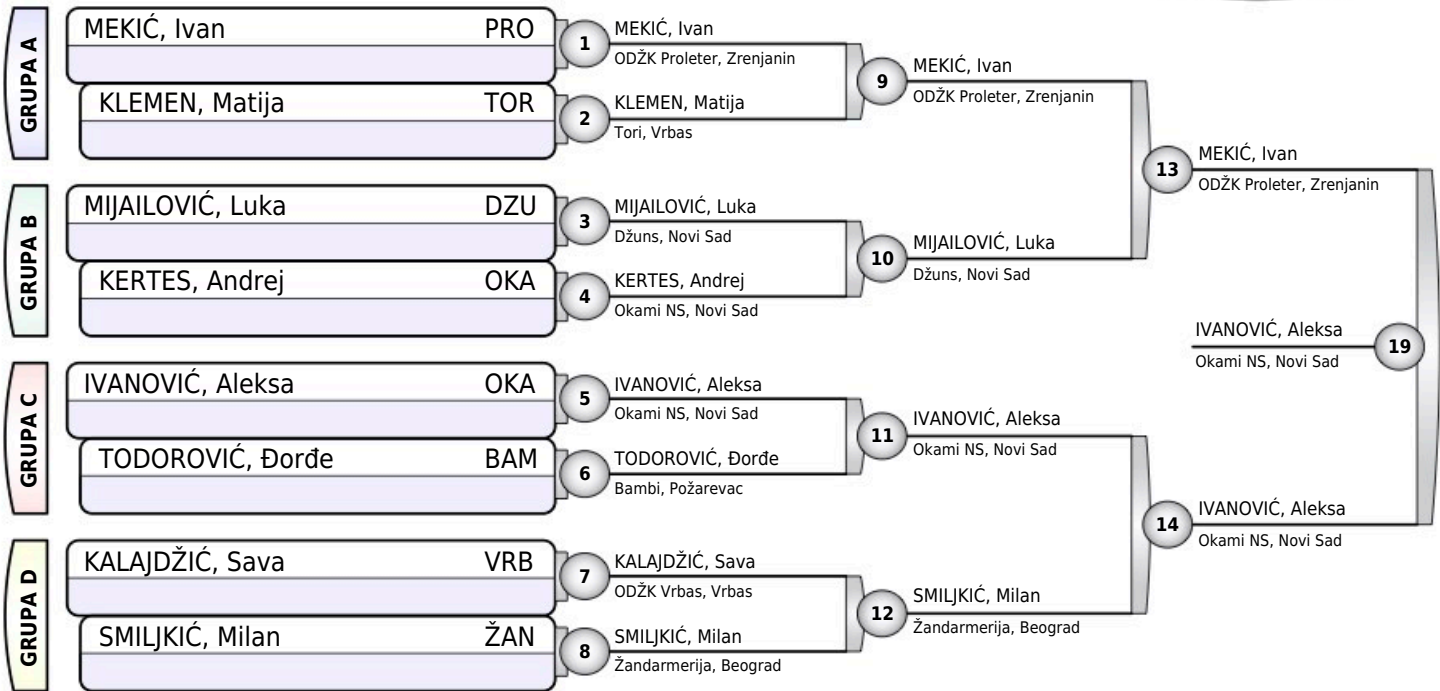 GRUPA A
MEKIĆ, Ivan PRO
KLEMEN, Matija TOR
GRUPA B
MIJAILOVIĆ, Luka DZU
KERTES, Andrej OKA
GRUPA C
IVANOVIĆ, Aleksa OKA
TODOROVIĆ, Đorđe BAM
GRUPA D
KALAJDŽIĆ, Sava VRB
SMILJKIĆ, Milan ŽAN
1
MEKIĆ, Ivan
ODŽK Proleter, Zrenjanin
2
KLEMEN, Matija
Tori, Vrbas
3
MIJAILOVIĆ, Luka
Džuns, Novi Sad
4
KERTES, Andrej
Okami NS, Novi Sad
5
IVANOVIĆ, Aleksa
Okami NS, Novi Sad
6
TODOROVIĆ, Đorđe
Bambi, Požarevac
7
KALAJDŽIĆ, Sava
ODŽK Vrbas, Vrbas
8
SMILJKIĆ, Milan
Žandarmerija, Beograd
9
MEKIĆ, Ivan
ODŽK Proleter, Zrenjanin
10
MIJAILOVIĆ, Luka
Džuns, Novi Sad
11
IVANOVIĆ, Aleksa
Okami NS, Novi Sad
12
SMILJKIĆ, Milan
Žandarmerija, Beograd
13
MEKIĆ, Ivan
ODŽK Proleter, Zrenjanin
14
IVANOVIĆ, Aleksa
Okami NS, Novi Sad
IVANOVIĆ, Aleksa
Okami NS, Novi Sad
19